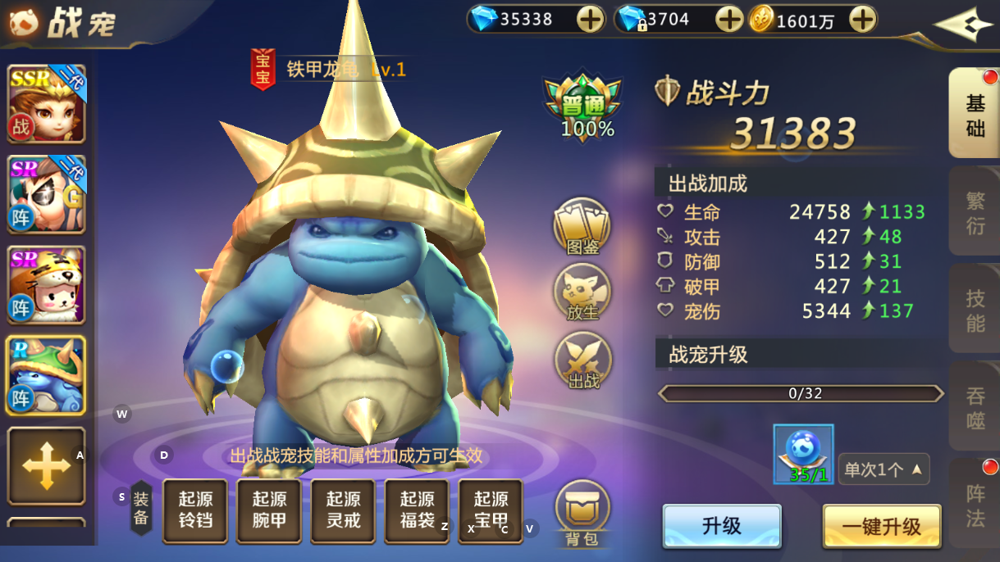 战宠
35338
3704
1601万
SSR
二代
战
SR
二代
G
阵
SR
阵
R
阵
宝宝
铁甲龙龟 Lv.1
普通
100%
图鉴
放生
出战
战斗力
31383
出战加成
生命 24758 1133
攻击 427 48
防御 512 31
破甲 427 21
宠伤 5344 137
战宠升级
0/32
35/1
单次1个
升级
一键升级
基础
繁衍
技能
吞噬
阵法
出战战宠技能和属性加成方可生效
装备
起源
铃铛
起源
腕甲
起源
灵戒
起源
福袋
起源
宝甲
背包
W
A
D
S
Z
X
C
V